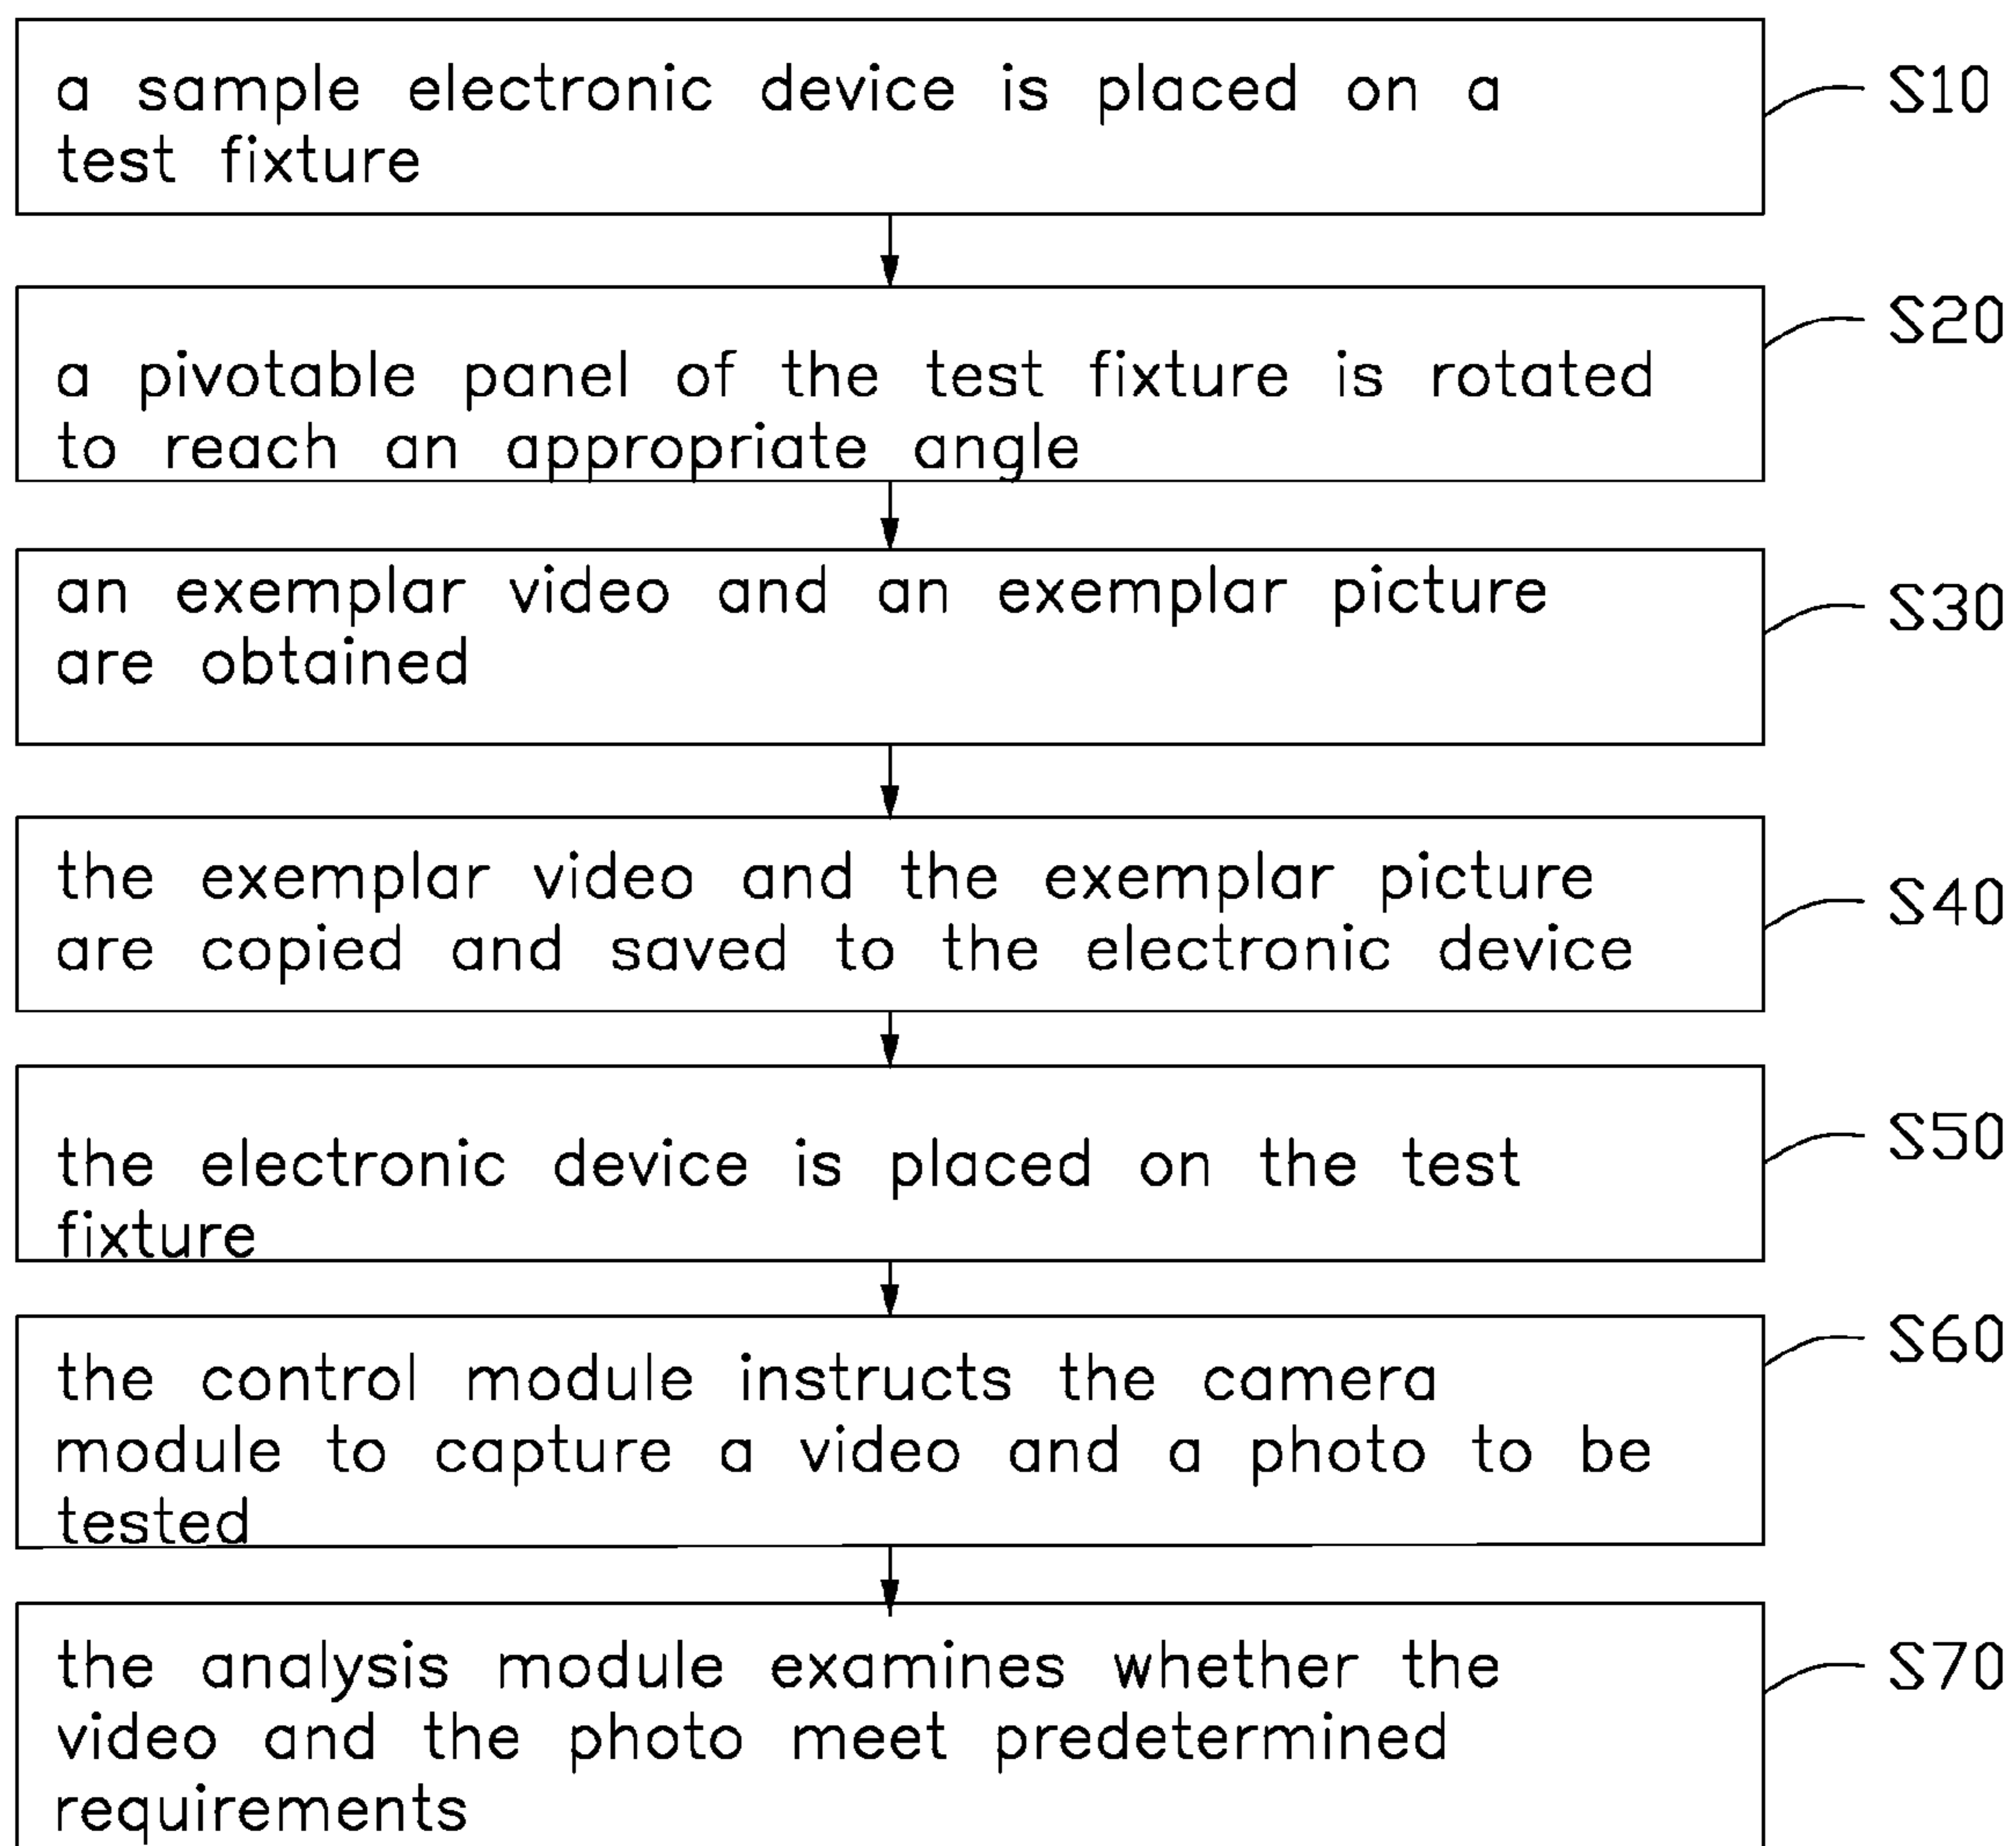 a sample electronic device is placed on a
test fixture
S10
a pivotable panel of the test fixture is rotated
to reach an appropriate angle
S20
an exemplar video and an exemplar picture
are obtained
S30
the exemplar video and the exemplar picture
are copied and saved to the electronic device
S40
the electronic device is placed on the test
fixture
S50
the control module instructs the camera
module to capture a video and a photo to be
tested
S60
the analysis module examines whether the
video and the photo meet predetermined
requirements
S70